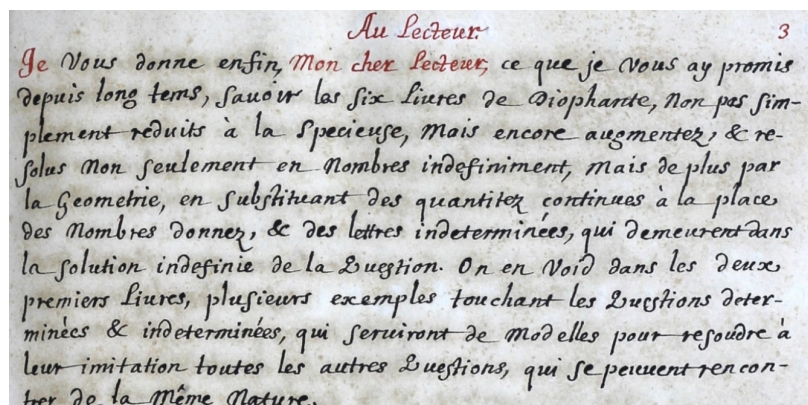 Au Lecteur. 3
Je Vous donne enfin, Mon cher Lecteur, ce que je Vous ay promis
depuis long tems, Savoir les Six Livres de Diophante, Non pas Sim-
plement reduits à la Specieuse, Mais encore augmentez, & re-
solus Non Seulement en Nombres indefiniment, Mais de plus par
la Geometrie, en Substituant des quantitez continues à la place
des Nombres donnez, & des lettres indeterminées, qui demeurent dans
la solution indefinie de la Question. On en Void dans les deux
premiers Livres, plusieurs exemples touchant les Questions deter-
minées & indeterminées, qui Serviront de Modelles pour resoudre à
leur imitation toutes les autres Questions, qui Se peuvent rencon-
trer de la Même Nature.